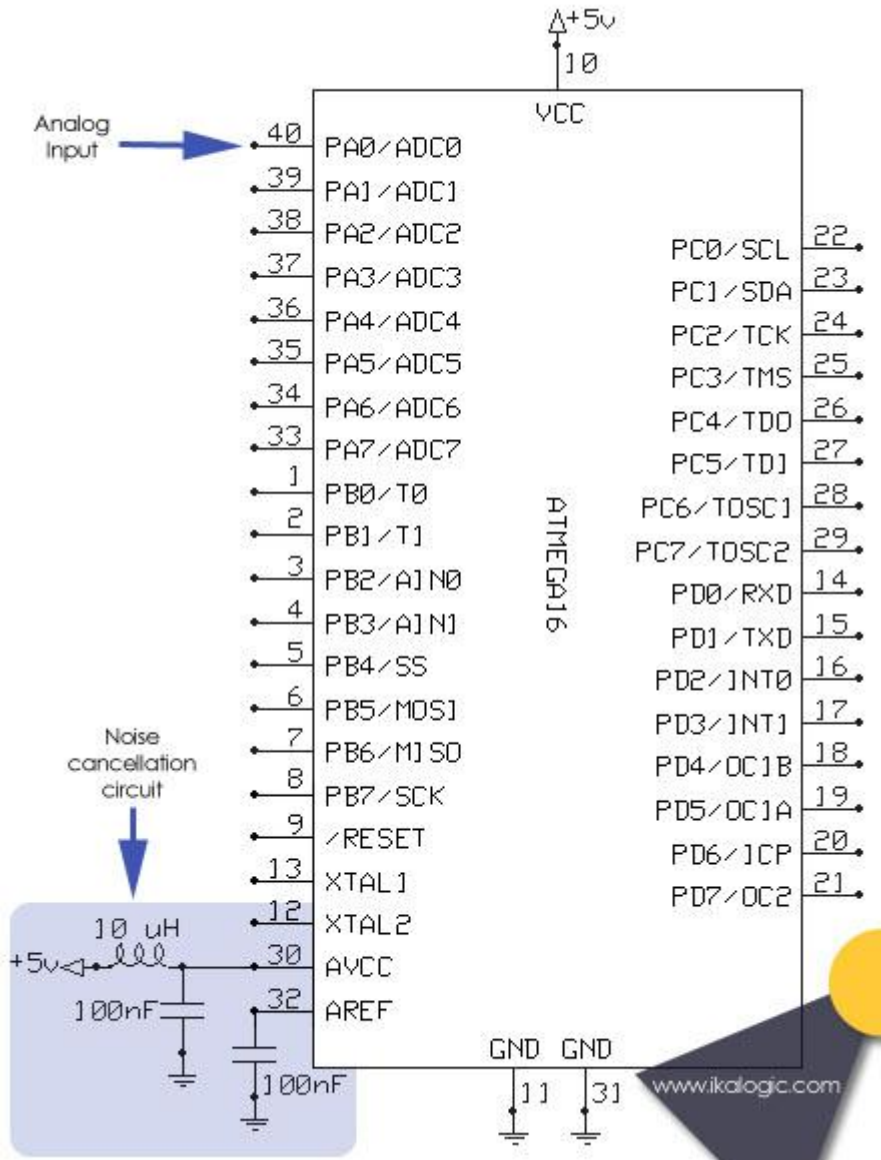 +5v
10
VCC
Analog
Input
40 PA0/ADC0
39 PA1/ADC1
38 PA2/ADC2
37 PA3/ADC3
36 PA4/ADC4
35 PA5/ADC5
34 PA6/ADC6
33 PA7/ADC7
1 PB0/T0
2 PB1/T1
3 PB2/AIN0
4 PB3/AIN1
5 PB4/SS
6 PB5/MOSI
7 PB6/MISO
8 PB7/SCK
9 /RESET
13 XTAL1
12 XTAL2
30 AVCC
32 AREF
ATMEGA16
PC0/SCL 22
PC1/SDA 23
PC2/TCK 24
PC3/TMS 25
PC4/TDO 26
PC5/TDI 27
PC6/TOSC1 28
PC7/TOSC2 29
PD0/RXD 14
PD1/TXD 15
PD2/INT0 16
PD3/INT1 17
PD4/OC1B 18
PD5/OC1A 19
PD6/ICP 20
PD7/OC2 21
Noise
cancellation
circuit
10 uH
+5v
100nF
100nF
GND GND
11 31
www.ikalogic.com